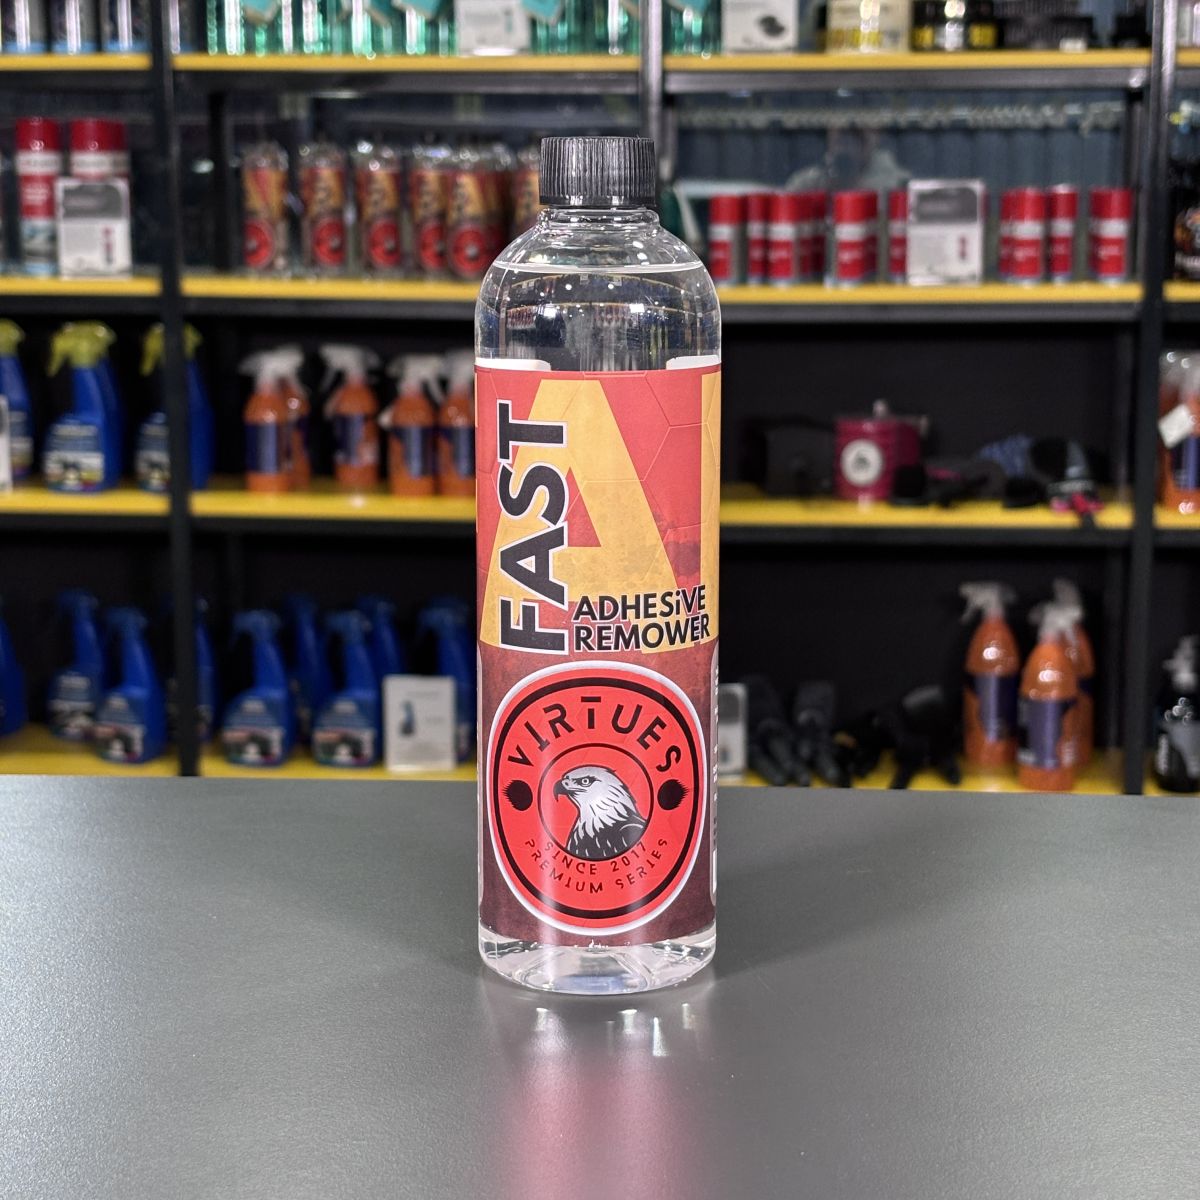 A
FAST
ADHESiVE
REMOWER
VIRTUES
SINCE 2017
PREMIUM SERIES